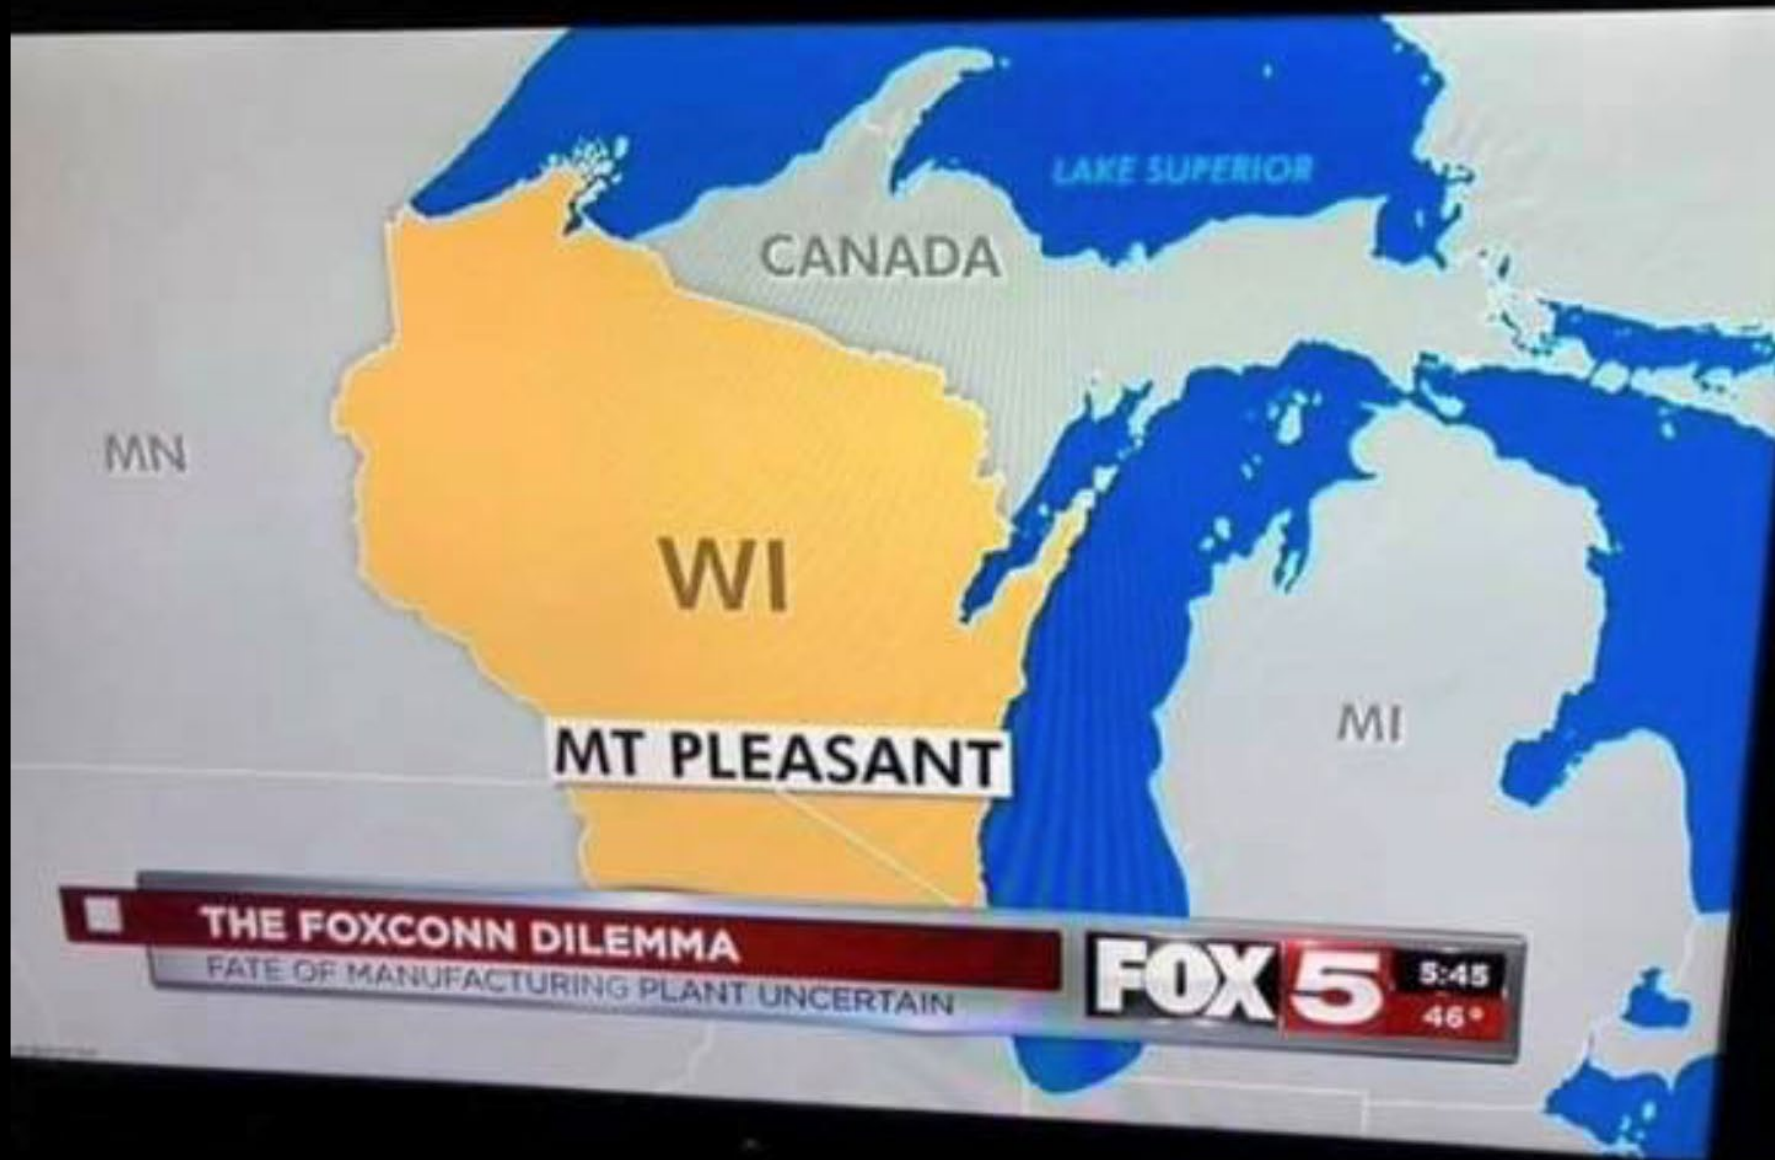 LAKE SUPERIOR
CANADA
MN
WI
MI
MT PLEASANT
THE FOXCONN DILEMMA
FATE OF MANUFACTURING PLANT UNCERTAIN
FOX 5
5:45
46°